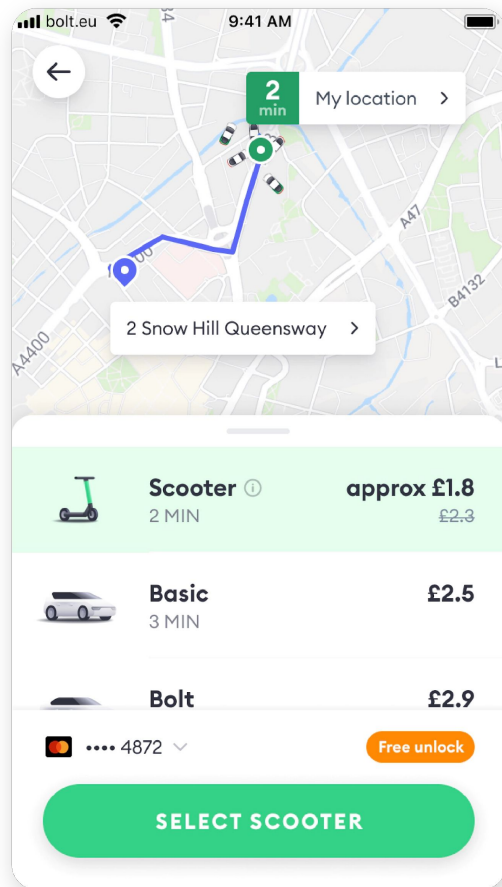 bolt.eu
9:41 AM
2
min
My location
A47
B4132
A4400
2 Snow Hill Queensway
Scooter
approx £1.8
2 MIN
£2.3
Basic
£2.5
3 MIN
Bolt
£2.9
•••• 4872
Free unlock
SELECT SCOOTER